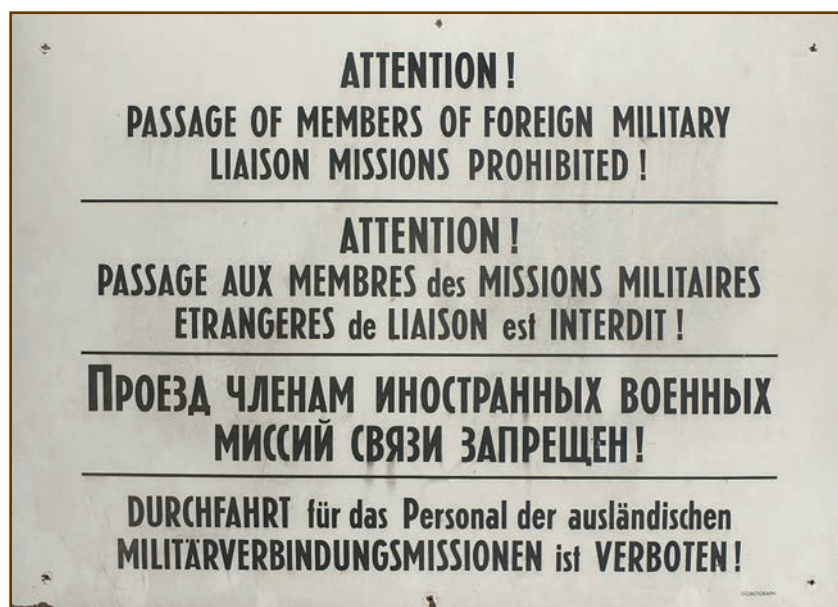 ATTENTION !
PASSAGE OF MEMBERS OF FOREIGN MILITARY
LIAISON MISSIONS PROHIBITED !
ATTENTION !
PASSAGE AUX MEMBRES des MISSIONS MILITAIRES
ETRANGERES de LIAISON est INTERDIT !
ПРОЕЗД ЧЛЕНАМ ИНОСТРАННЫХ ВОЕННЫХ
МИССИЙ СВЯЗИ ЗАПРЕЩЕН !
DURCHFAHRT für das Personal der ausländischen
MILITÄRVERBINDUNGSMISSIONEN ist VERBOTEN !